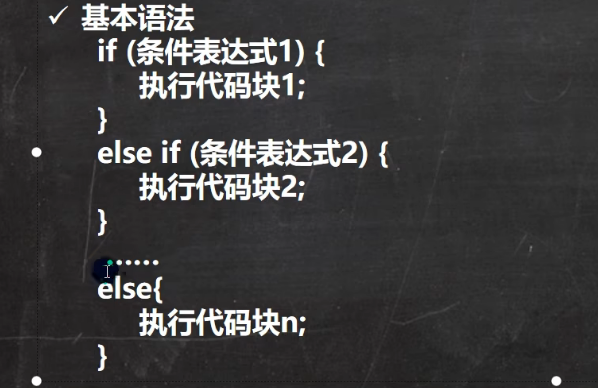 ✓ 基本语法
if (条件表达式1) {
执行代码块1;
}
else if (条件表达式2) {
执行代码块2;
}
......
else{
执行代码块n;
}